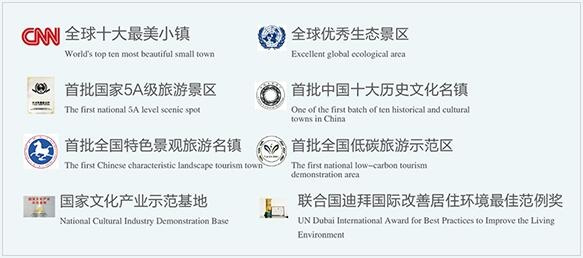 CNN
全球十大最美小镇
World's top ten most beautiful small town
全球优秀生态景区
Excellent global ecological area
首批国家5A级旅游景区
The first national 5A level scenic spot
首批中国十大历史文化名镇
One of the first batch of ten historical and cultural
towns in China
首批全国特色景观旅游名镇
The first Chinese characteristic landscape tourism town
首批全国低碳旅游示范区
The first national low-carbon tourism
demonstration area
国家文化产业示范基地
National Cultural Industry Demonstration Base
联合国迪拜国际改善居住环境最佳范例奖
UN Dubai International Award for Best Practices to Improve the Living
Environment